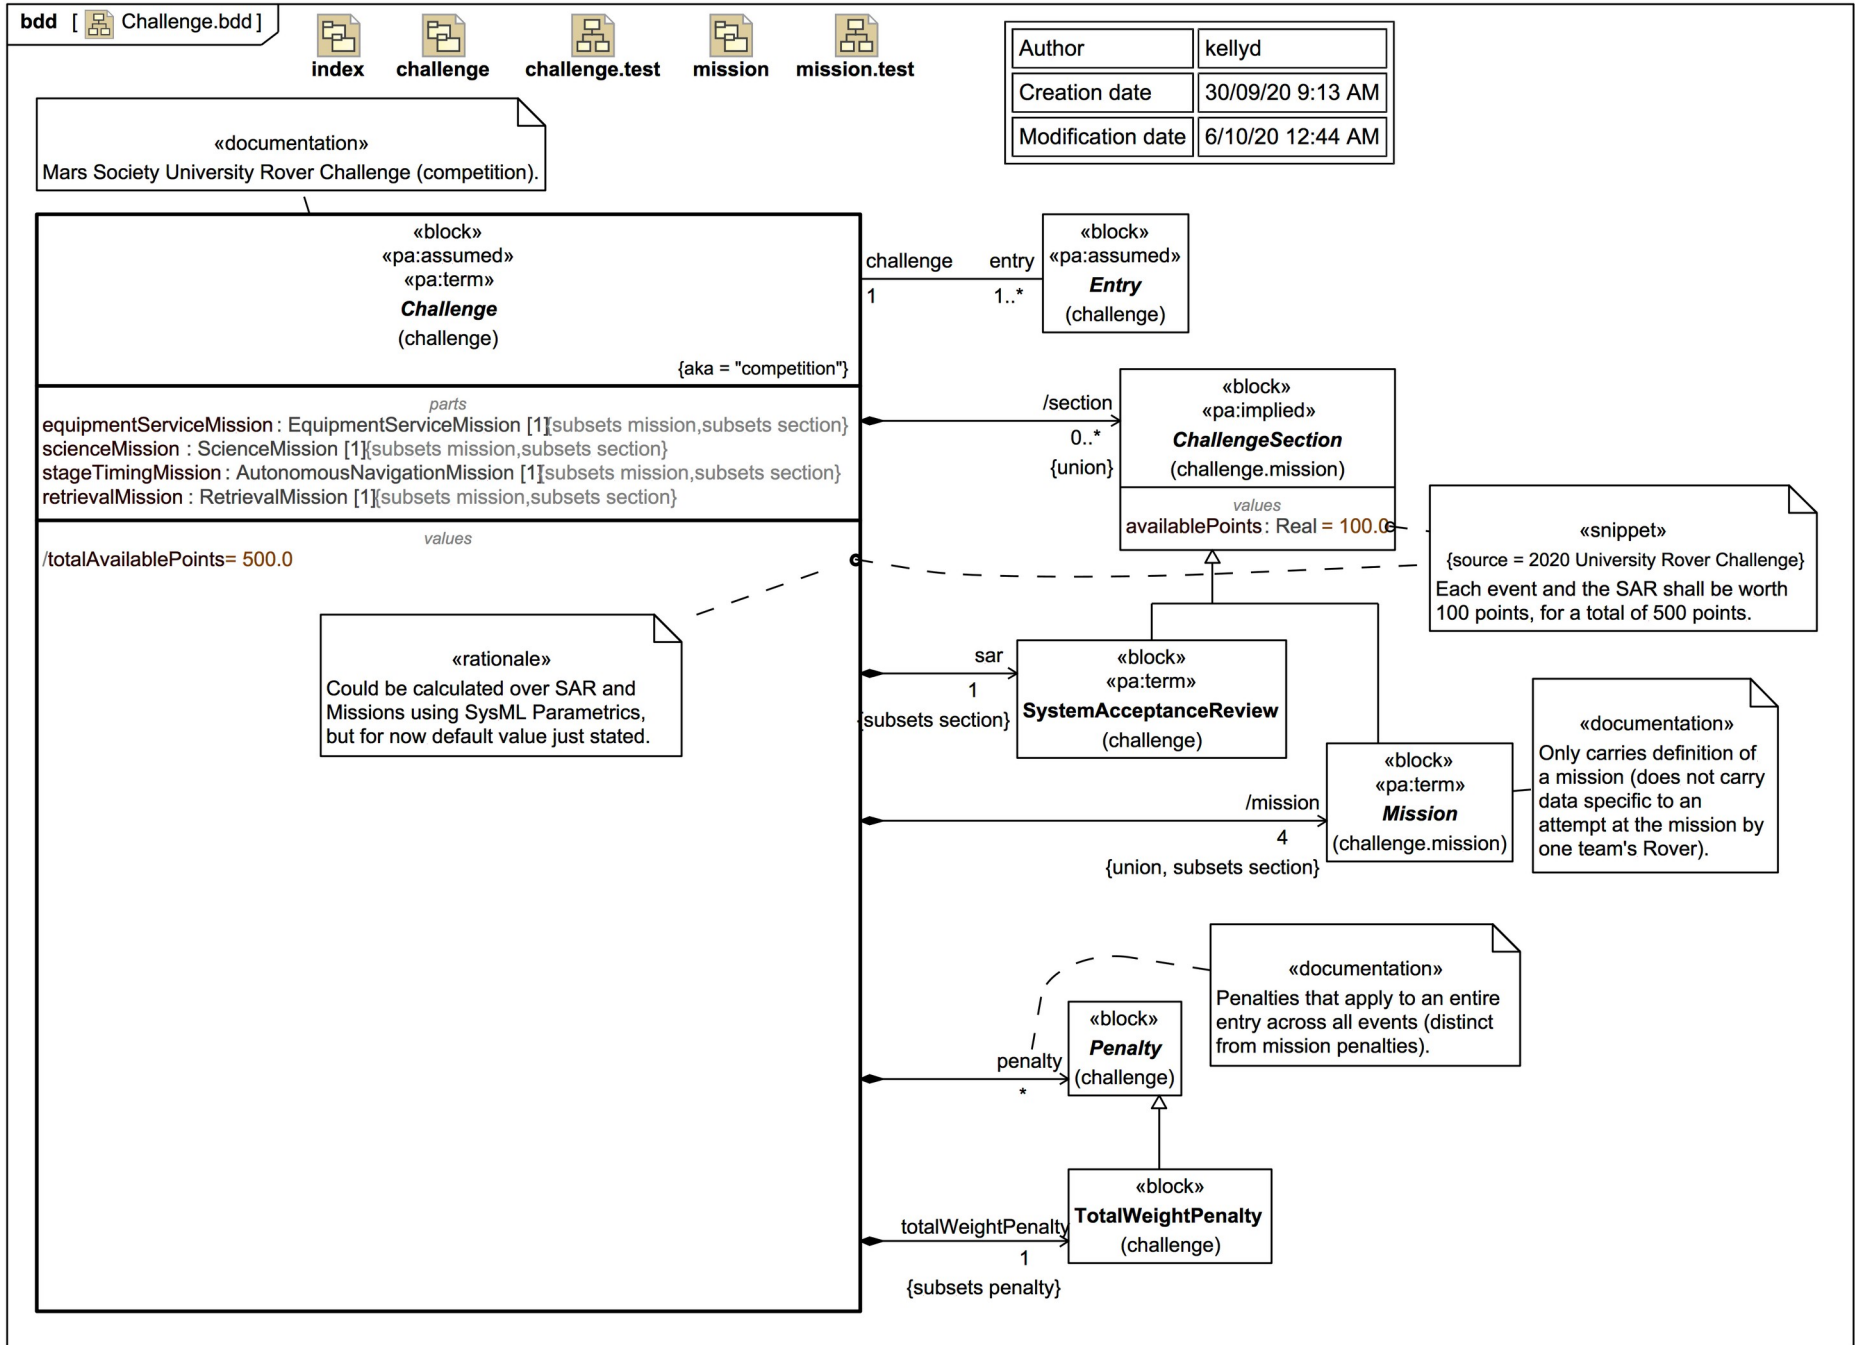 bdd [ Challenge.bdd ]
index
challenge
challenge.test
mission
mission.test
Author kellyd
Creation date 30/09/20 9:13 AM
Modification date 6/10/20 12:44 AM
«documentation»
Mars Society University Rover Challenge (competition).
«block»
«pa:assumed»
«pa:term»
Challenge
(challenge)
{aka = "competition"}
parts
equipmentServiceMission : EquipmentServiceMission [1]{subsets mission,subsets section}
scienceMission : ScienceMission [1]{subsets mission,subsets section}
stageTimingMission : AutonomousNavigationMission [1]{subsets mission,subsets section}
retrievalMission : RetrievalMission [1]{subsets mission,subsets section}
values
/totalAvailablePoints= 500.0
«rationale»
Could be calculated over SAR and
Missions using SysML Parametrics,
but for now default value just stated.
challenge entry
1 1..*
«block»
«pa:assumed»
Entry
(challenge)
/section
0..*
{union}
«block»
«pa:implied»
ChallengeSection
(challenge.mission)
values
availablePoints : Real = 100.0
«snippet»
{source = 2020 University Rover Challenge}
Each event and the SAR shall be worth
100 points, for a total of 500 points.
sar
1
{subsets section}
«block»
«pa:term»
SystemAcceptanceReview
(challenge)
/mission
4
{union, subsets section}
«block»
«pa:term»
Mission
(challenge.mission)
«documentation»
Only carries definition of
a mission (does not carry
data specific to an
attempt at the mission by
one team's Rover).
«documentation»
Penalties that apply to an entire
entry across all events (distinct
from mission penalties).
penalty
*
«block»
Penalty
(challenge)
totalWeightPenalty
1
{subsets penalty}
«block»
TotalWeightPenalty
(challenge)